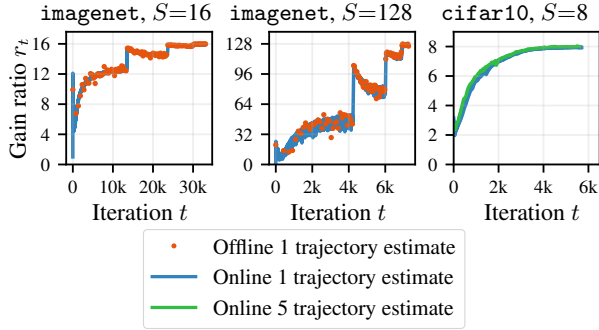 imagenet, S=16
imagenet, S=128
cifar10, S=8
Gain ratio r_t
16
12
8
4
0
128
96
64
32
0
8
6
4
2
0
0
10k
20k
30k
0
2k
4k
6k
0
2k
4k
6k
Iteration t
Iteration t
Iteration t
Offline 1 trajectory estimate
Online 1 trajectory estimate
Online 5 trajectory estimate